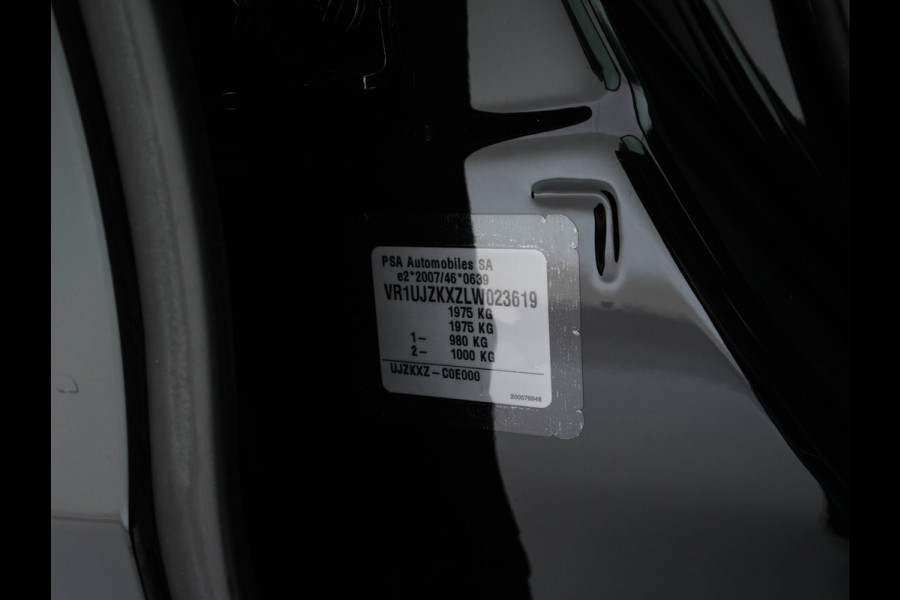 PSA Automobiles SA
e2*2007/46*0639
VR1UJZKXZLW023619
1975 KG
1975 KG
1- 980 KG
2- 1000 KG
UJZKXZ-C0E000